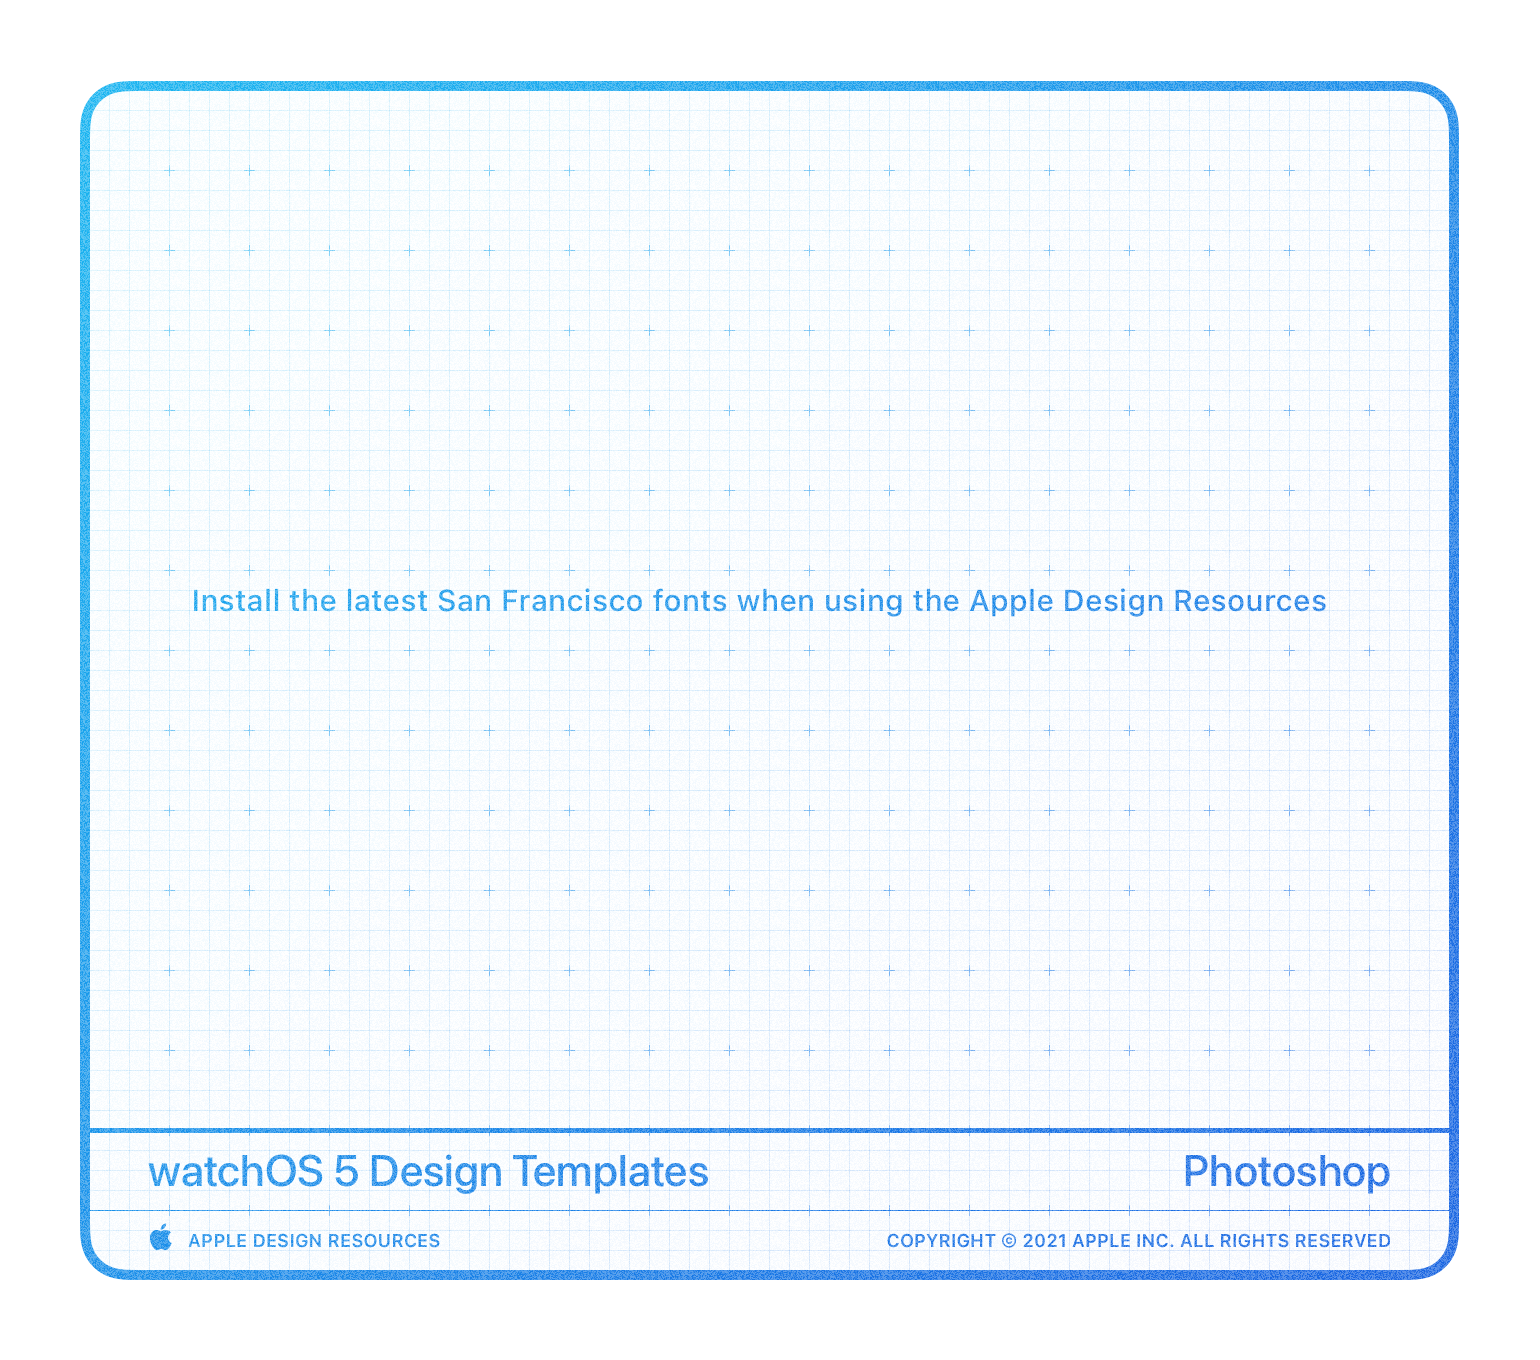 Install the latest San Francisco fonts when using the Apple Design Resources
watchOS 5 Design Templates
Photoshop
APPLE DESIGN RESOURCES
COPYRIGHT © 2021 APPLE INC. ALL RIGHTS RESERVED